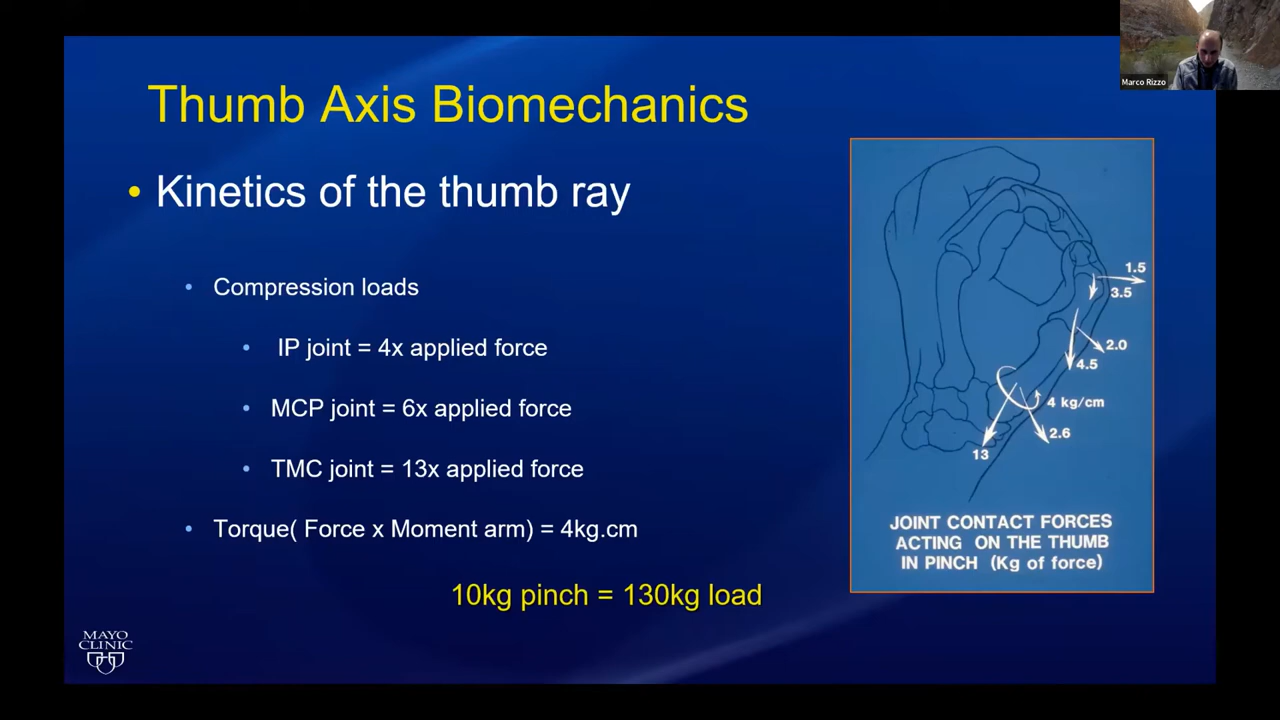 Marco Rizzo
Thumb Axis Biomechanics
• Kinetics of the thumb ray
• Compression loads
• IP joint = 4x applied force
• MCP joint = 6x applied force
• TMC joint = 13x applied force
• Torque( Force x Moment arm) = 4kg.cm
10kg pinch = 130kg load
1.5
3.5
2.0
4.5
4 kg/cm
2.6
13
JOINT CONTACT FORCES
ACTING ON THE THUMB
IN PINCH (Kg of force)
MAYO
CLINIC